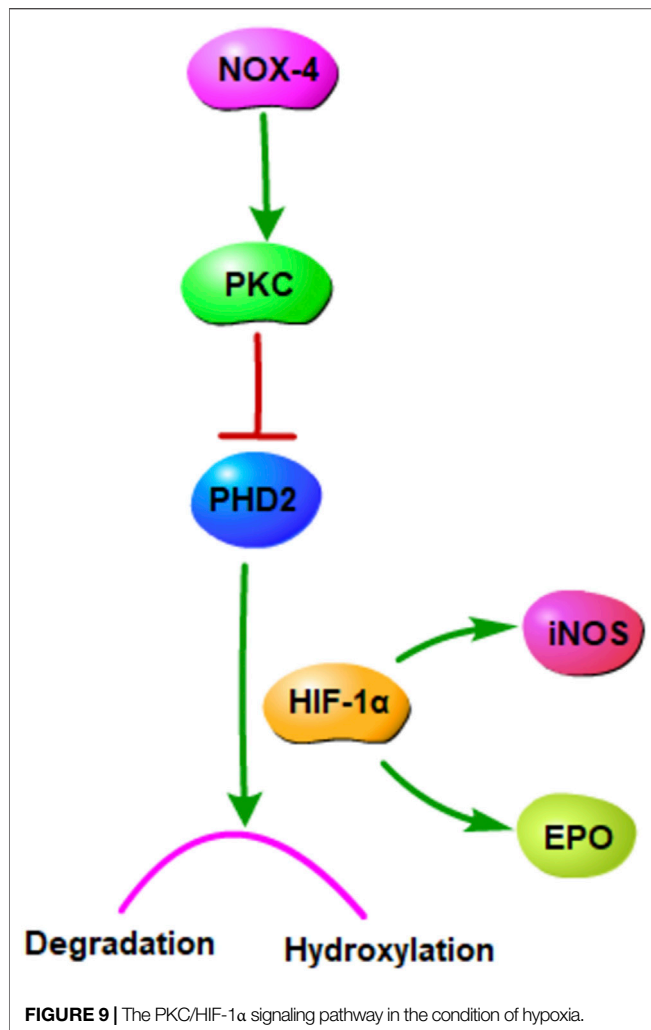 NOX-4
PKC
PHD2
iNOS
HIF-1α
EPO
Degradation
Hydroxylation
FIGURE 9 | The PKC/HIF-1α signaling pathway in the condition of hypoxia.